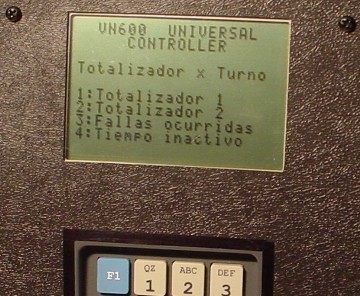 VN600 UNIVERSAL
CONTROLLER
Totalizador x Turno
1:Totalizador 1
2:Totalizador 2
3:Fallas ocurridas
4:Tiempo inactivo
F1
QZ
1
ABC
2
DEF
3